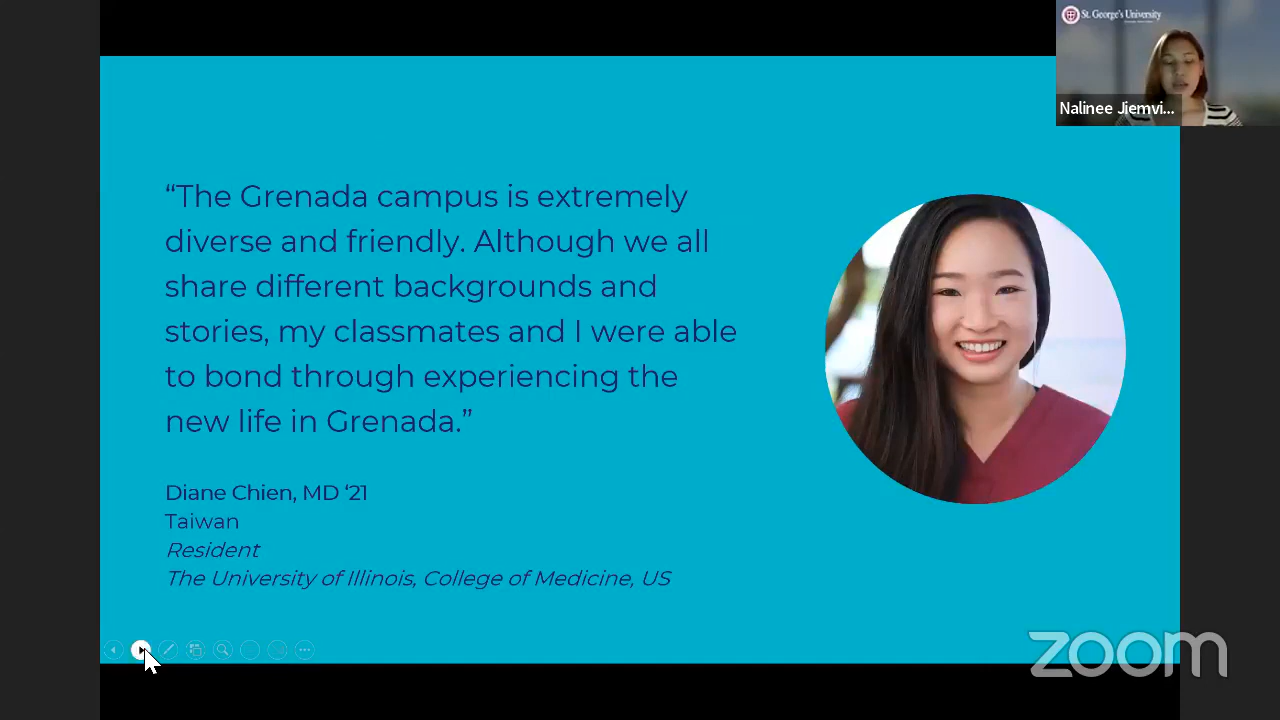 St. George's University
Nalinee Jiemvi...
“The Grenada campus is extremely
diverse and friendly. Although we all
share different backgrounds and
stories, my classmates and I were able
to bond through experiencing the
new life in Grenada.”
Diane Chien, MD ‘21
Taiwan
Resident
The University of Illinois, College of Medicine, US
zoom